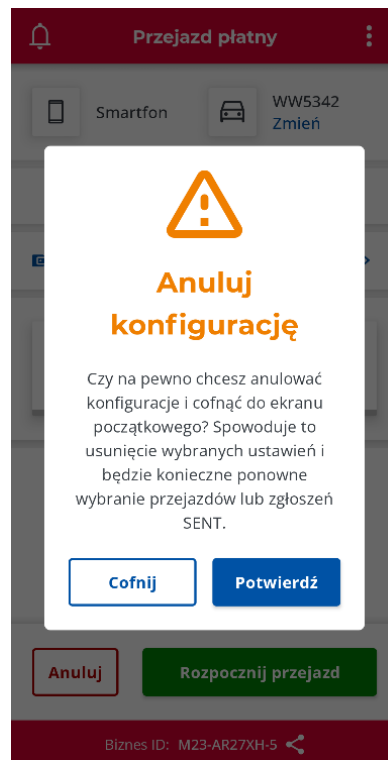 Przejazd płatny
Smartfon
WW5342
Zmień
Anuluj
konfigurację
Czy na pewno chcesz anulować
konfiguracje i cofnąć do ekranu
początkowego? Spowoduje to
usunięcie wybranych ustawień i
będzie konieczne ponowne
wybranie przejazdów lub zgłoszeń
SENT.
Cofnij
Potwierdź
Anuluj
Rozpocznij przejazd
Biznes ID: M23-AR27XH-5